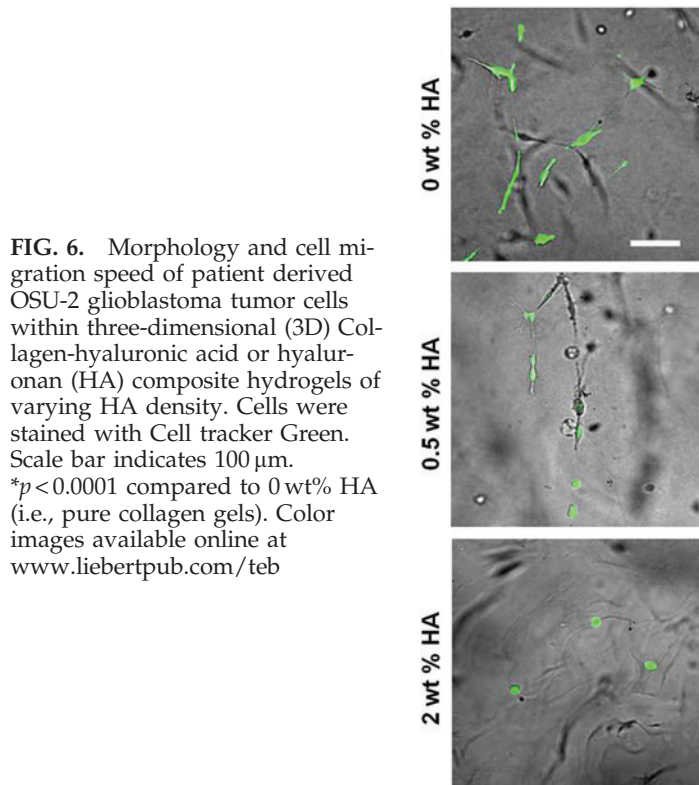 FIG. 6. Morphology and cell mi-
gration speed of patient derived
OSU-2 glioblastoma tumor cells
within three-dimensional (3D) Col-
lagen-hyaluronic acid or hyalur-
onan (HA) composite hydrogels of
varying HA density. Cells were
stained with Cell tracker Green.
Scale bar indicates 100 μm.
*p < 0.0001 compared to 0 wt% HA
(i.e., pure collagen gels). Color
images available online at
www.liebertpub.com/teb
0 wt % HA
0.5 wt % HA
2 wt % HA